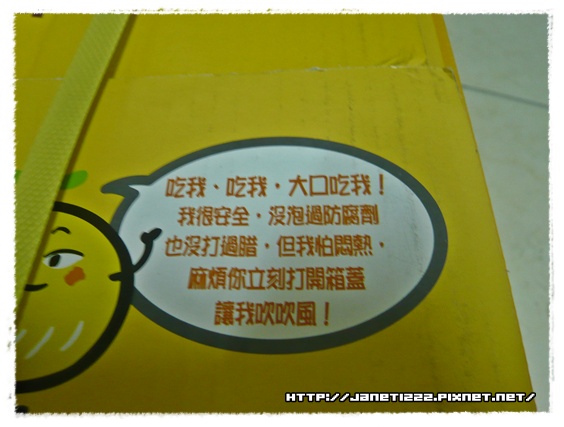 吃我、吃我，大口吃我！
我很安全，沒泡過防腐劑
也沒打過腊，但我怕悶熱，
麻煩你立刻打開箱蓋
讓我吹吹風！
HTTP://JANET1222.PIXNET.NET/